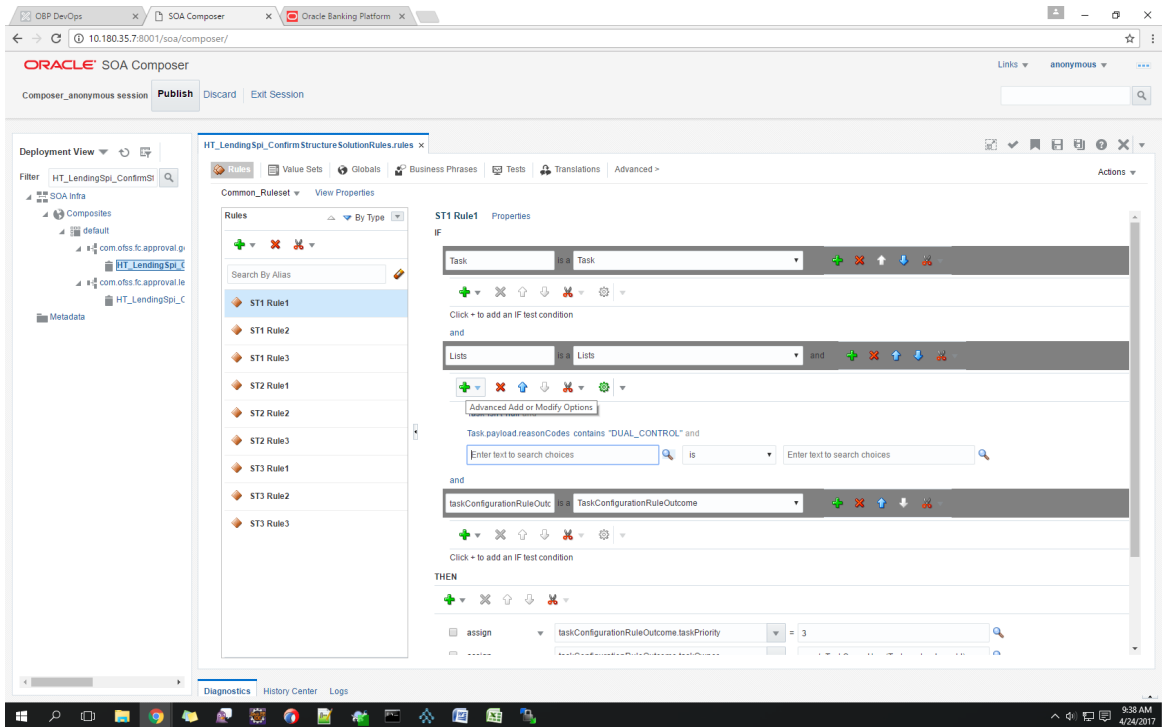 OBP DevOps
SOA Composer
Oracle Banking Platform
10.180.35.7:8001/soa/composer/
ORACLE SOA Composer
Links anonymous
Composer_anonymous session Publish Discard Exit Session
Deployment View
Filter HT_LendingSpi_ConfirmSt
SOA Infra
Composites
default
com.ofss.fc.approval.ge
HT_LendingSpi_C
com.ofss.fc.approval.le
HT_LendingSpi_C
Metadata
HT_LendingSpi_ConfirmStructureSolutionRules.rules
Rules Value Sets Globals Business Phrases Tests Translations Advanced >
Actions
Common_Ruleset View Properties
Rules By Type
Search By Alias
ST1 Rule1
ST1 Rule2
ST1 Rule3
ST2 Rule1
ST2 Rule2
ST2 Rule3
ST3 Rule1
ST3 Rule2
ST3 Rule3
ST1 Rule1 Properties
IF
Task is a Task
Click + to add an IF test condition
and
Lists is a Lists and
Advanced Add or Modify Options
Task.payload.reasonCodes contains "DUAL_CONTROL" and
Enter text to search choices is Enter text to search choices
and
taskConfigurationRuleOutc is a TaskConfigurationRuleOutcome
Click + to add an IF test condition
THEN
assign taskConfigurationRuleOutcome.taskPriority = 3
Diagnostics History Center Logs
9:38 AM
4/24/2017